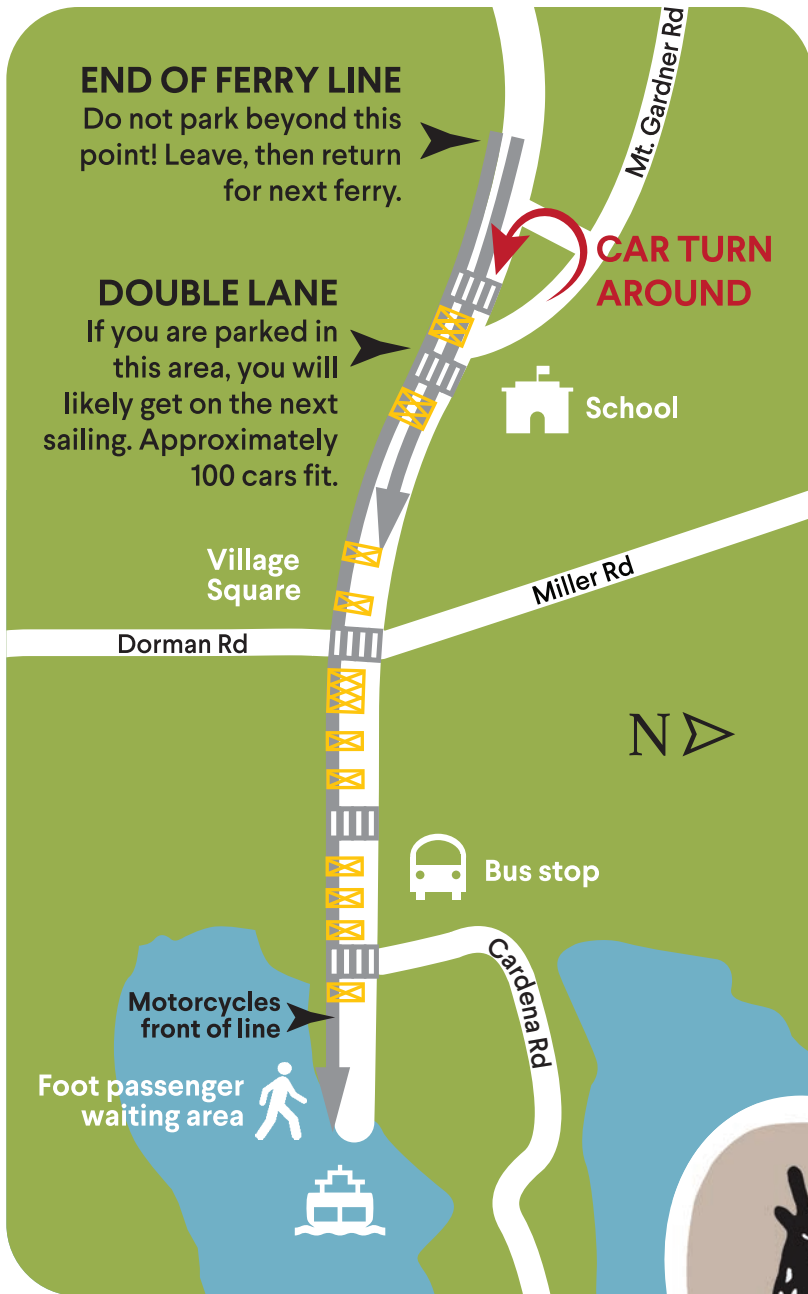 END OF FERRY LINE
Do not park beyond this
point! Leave, then return
for next ferry.
Mt. Gardner Rd
CAR TURN
AROUND
DOUBLE LANE
If you are parked in
this area, you will
likely get on the next
sailing. Approximately
100 cars fit.
School
Village
Square
Miller Rd
Dorman Rd
N
Bus stop
Cardena Rd
Motorcycles
front of line
Foot passenger
waiting area